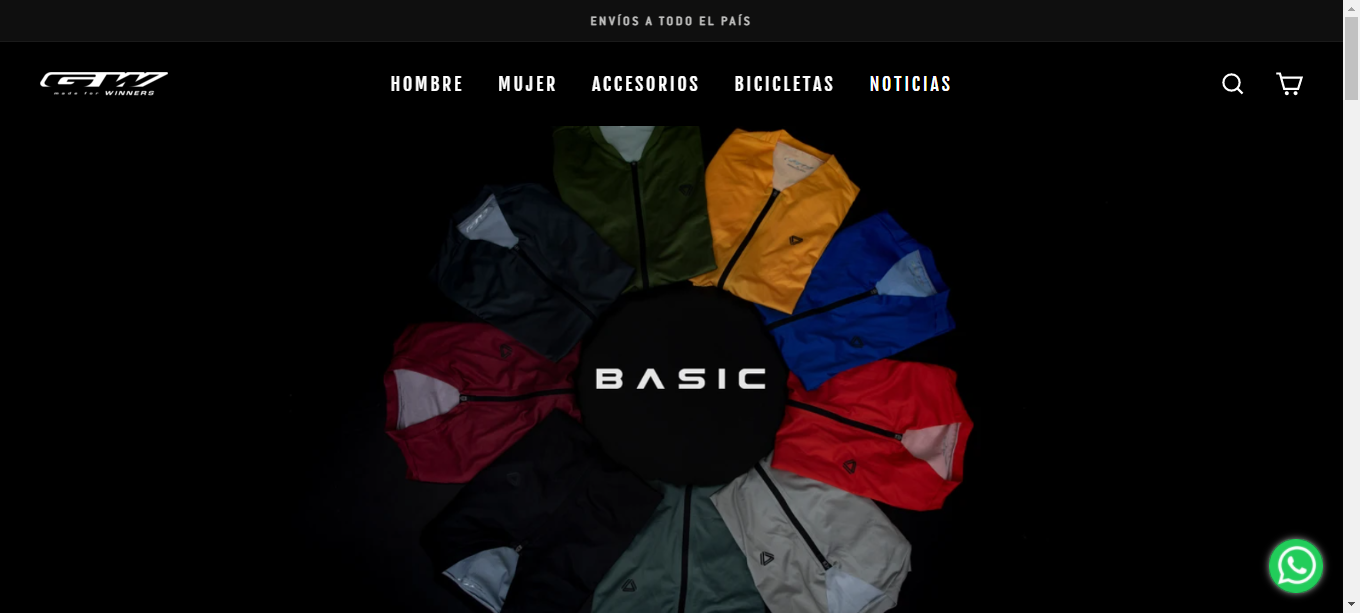 ENVÍOS A TODO EL PAÍS
GW
made for WINNERS
HOMBRE MUJER ACCESORIOS BICICLETAS NOTICIAS
BASIC